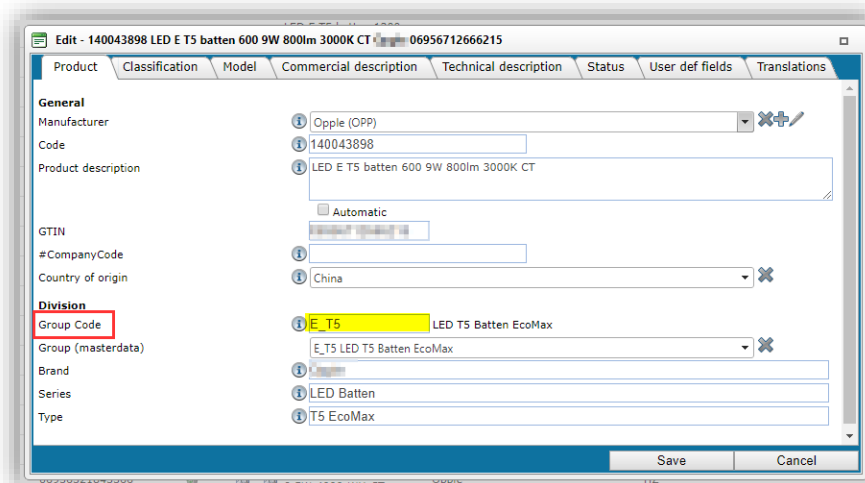 Edit - 140043898 LED E T5 batten 600 9W 800lm 3000K CT 06956712666215
Product Classification Model Commercial description Technical description Status User def fields Translations
General
Manufacturer Opple (OPP)
Code 140043898
Product description LED E T5 batten 600 9W 800lm 3000K CT
Automatic
GTIN
#CompanyCode
Country of origin China
Division
Group Code E_T5 LED T5 Batten EcoMax
Group (masterdata) E_T5 LED T5 Batten EcoMax
Brand
Series LED Batten
Type T5 EcoMax
Save Cancel